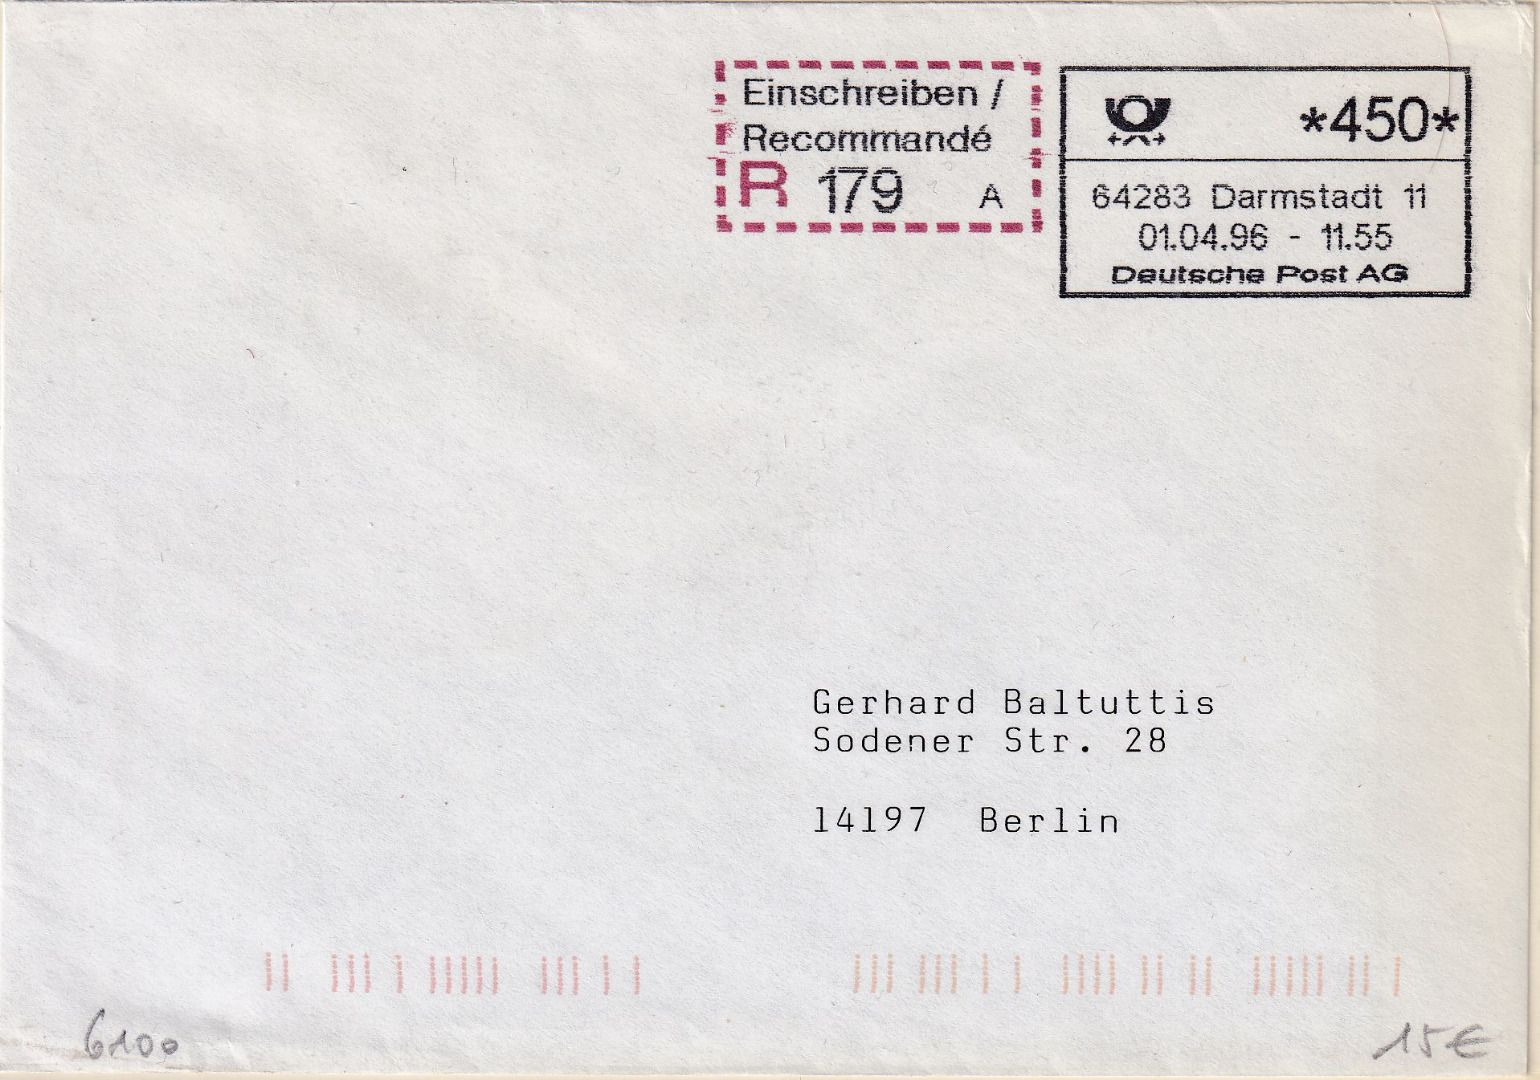 Einschreiben /
Recommandé
R 179 A
*450*
64283 Darmstadt 11
01.04.96 - 11.55
Deutsche Post AG
Gerhard Baltuttis
Sodener Str. 28
14197 Berlin
6100
15€